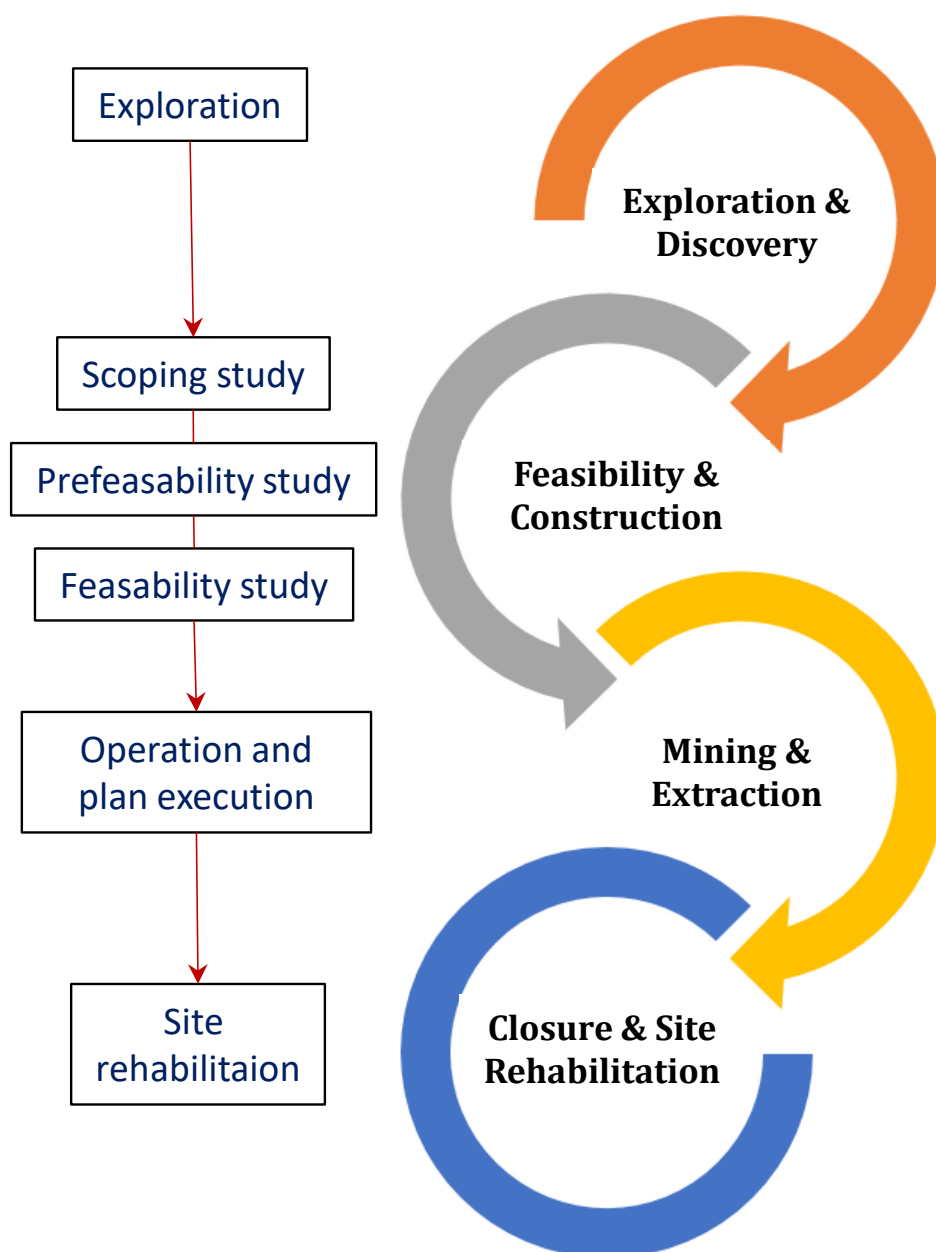 Exploration
Scoping study
Prefeasability study
Feasability study
Operation and
plan execution
Site
rehabilitaion
Exploration &
Discovery
Feasibility &
Construction
Mining &
Extraction
Closure & Site
Rehabilitation